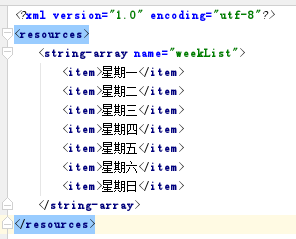 <?xml version="1.0" encoding="utf-8"?>
<resources>
<string-array name="weekList">
<item>星期一</item>
<item>星期二</item>
<item>星期三</item>
<item>星期四</item>
<item>星期五</item>
<item>星期六</item>
<item>星期日</item>
</string-array>
</resources>